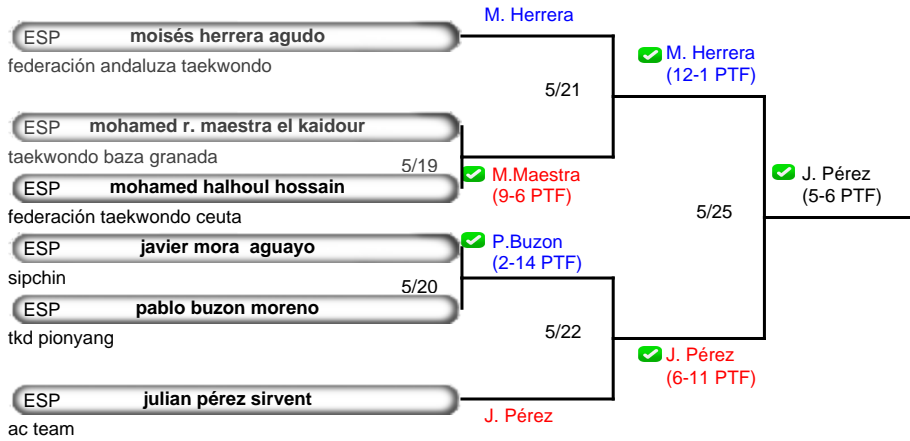 M. Herrera
ESP moisés herrera agudo
federación andaluza taekwondo
M. Herrera
(12-1 PTF)
5/21
ESP mohamed r. maestra el kaidour
taekwondo baza granada
5/19
M.Maestra
(9-6 PTF)
J. Pérez
(5-6 PTF)
ESP mohamed halhoul hossain
federación taekwondo ceuta
5/25
ESP javier mora aguayo
sipchin
P.Buzon
(2-14 PTF)
5/20
ESP pablo buzon moreno
tkd pionyang
5/22
J. Pérez
(6-11 PTF)
ESP julian pérez sirvent
ac team
J. Pérez